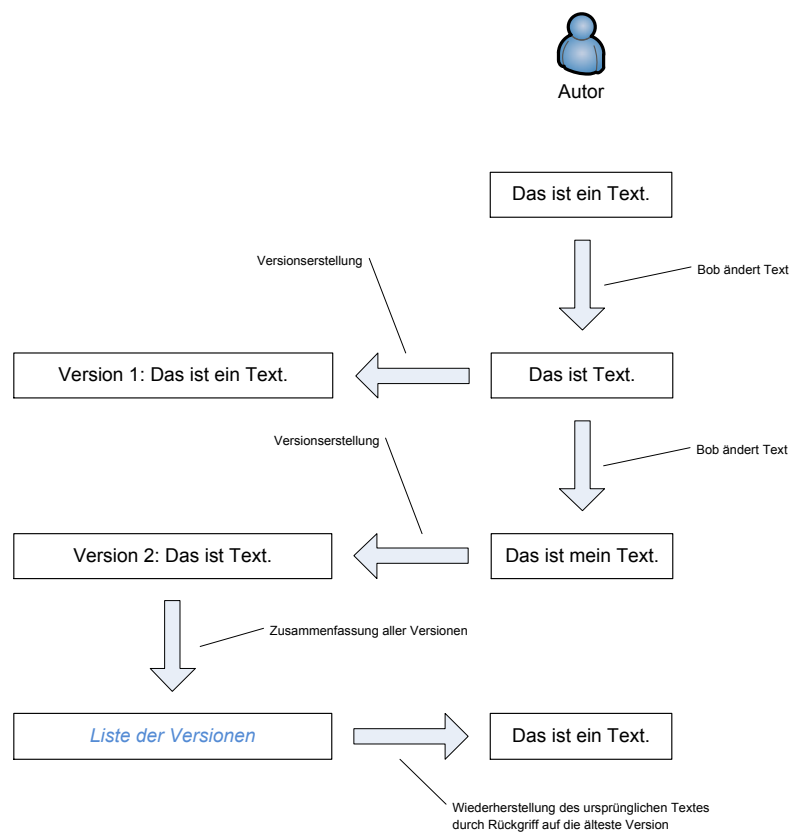 Autor
Das ist ein Text.
Versionserstellung
Bob ändert Text
Version 1: Das ist ein Text.
Das ist Text.
Versionserstellung
Bob ändert Text
Version 2: Das ist Text.
Das ist mein Text.
Zusammenfassung aller Versionen
Liste der Versionen
Das ist ein Text.
Wiederherstellung des ursprünglichen Textes
durch Rückgriff auf die älteste Version